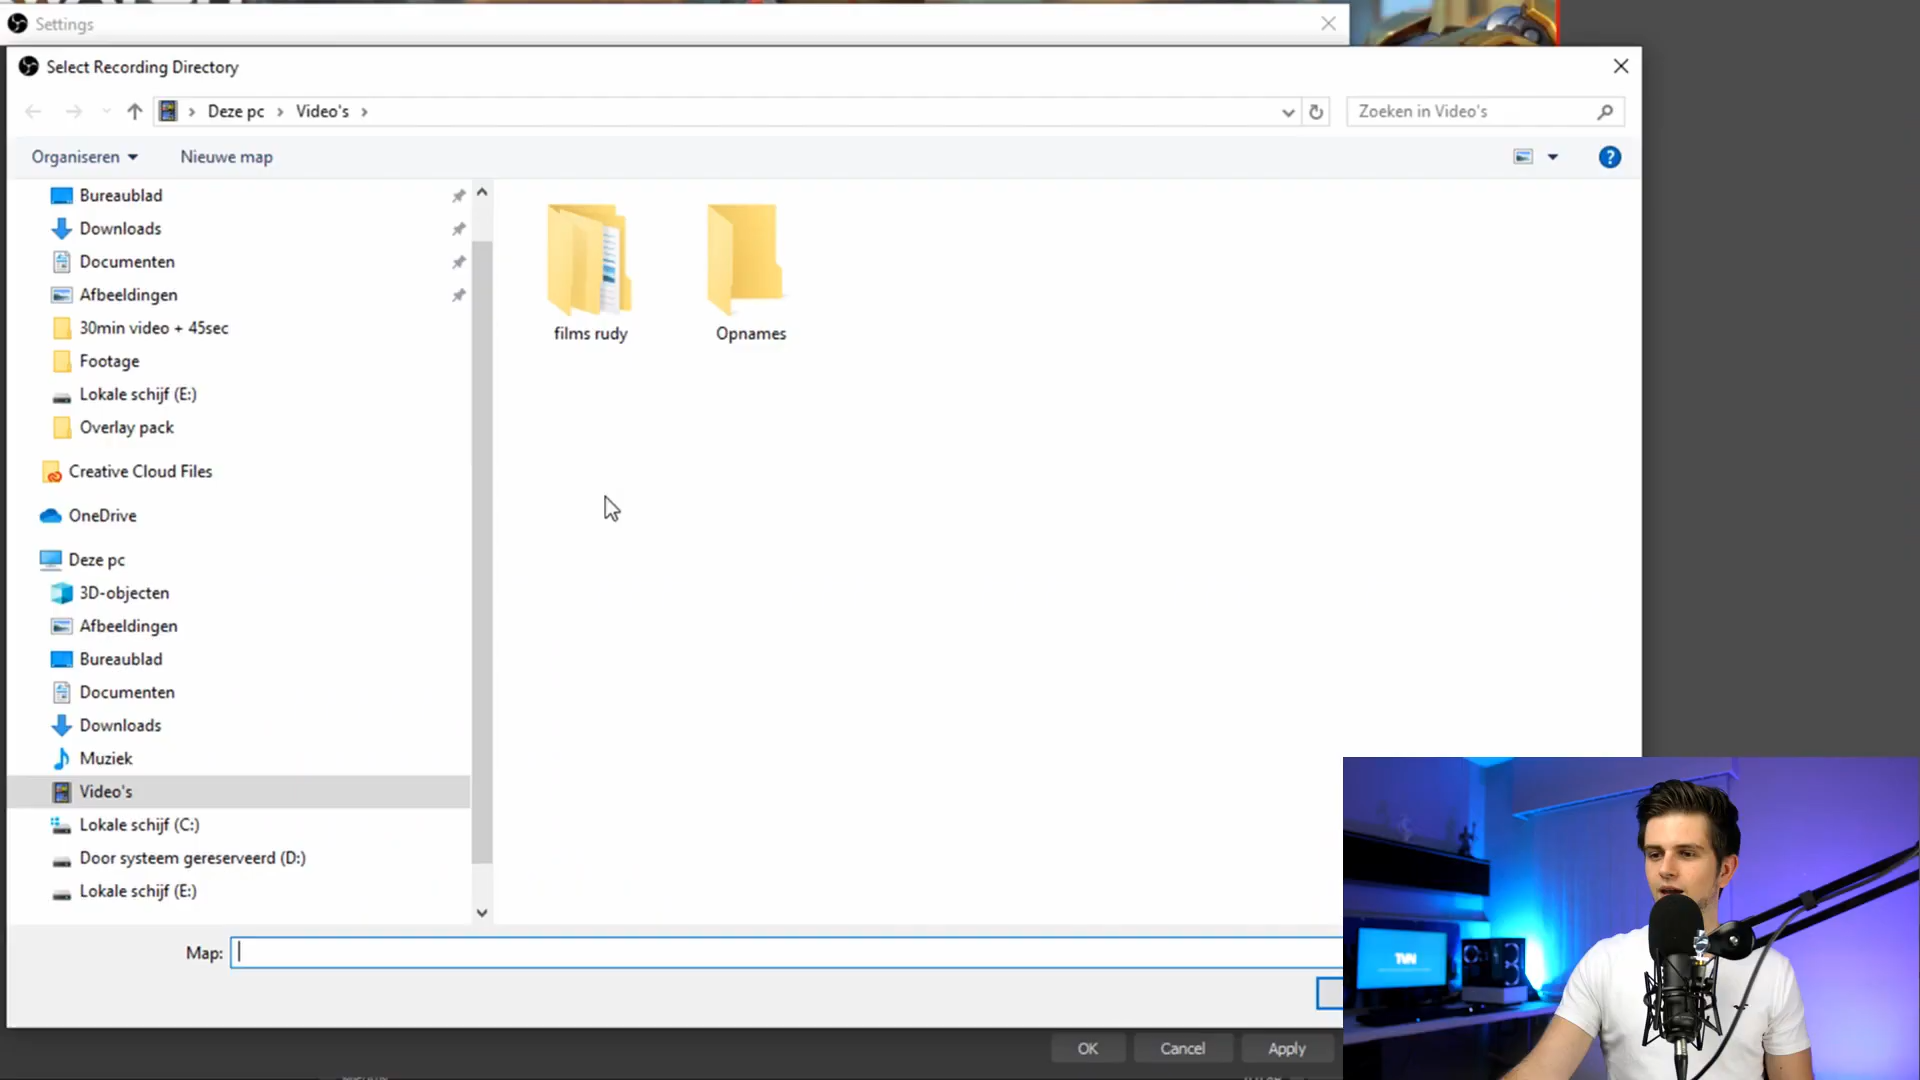 Settings
Select Recording Directory
Deze pc
Video's
Zoeken in Video's
Organiseren
Nieuwe map
Bureaublad
Downloads
Documenten
Afbeeldingen
30min video + 45sec
Footage
Lokale schijf (E:)
Overlay pack
Creative Cloud Files
OneDrive
Deze pc
3D-objecten
Afbeeldingen
Bureaublad
Documenten
Downloads
Muziek
Video's
Lokale schijf (C:)
Door systeem gereserveerd (D:)
Lokale schijf (E:)
films rudy
Opnames
Map:
OK
Cancel
Apply
TVN